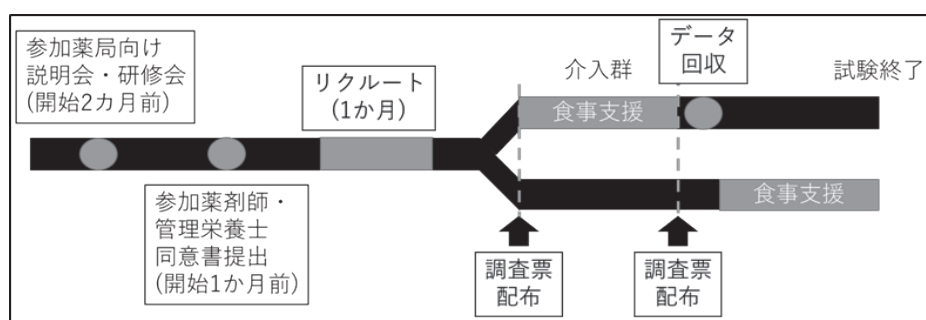 参加薬局向け
説明会・研修会
(開始2カ月前)
リクルート
(1か月)
介入群
データ
回収
試験終了
食事支援
参加薬剤師・
管理栄養士
同意書提出
(開始1か月前)
食事支援
調査票
配布
調査票
配布